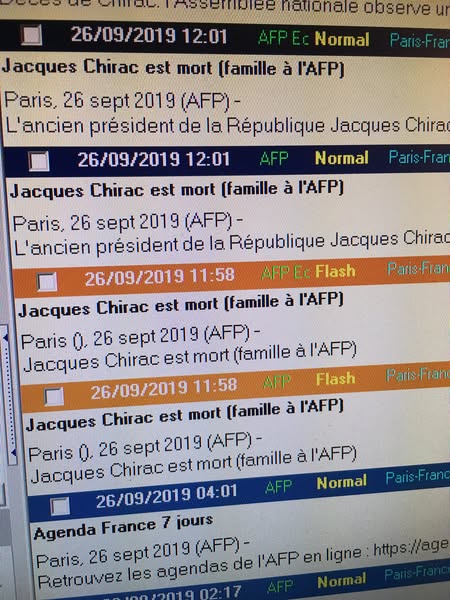 Décès de Chirac: l'Assemblée nationale observe un
26/09/2019 12:01 AFP Ec Normal Paris-Fran
Jacques Chirac est mort (famille à l'AFP)
Paris, 26 sept 2019 (AFP) -
L'ancien président de la République Jacques Chirac
26/09/2019 12:01 AFP Normal Paris-Fran
Jacques Chirac est mort (famille à l'AFP)
Paris, 26 sept 2019 (AFP) -
L'ancien président de la République Jacques Chirac
26/09/2019 11:58 AFP Ec Flash Paris-Fran
Jacques Chirac est mort (famille à l'AFP)
Paris (), 26 sept 2019 (AFP) -
Jacques Chirac est mort (famille à l'AFP)
26/09/2019 11:58 AFP Flash Paris-Franc
Jacques Chirac est mort (famille à l'AFP)
Paris (), 26 sept 2019 (AFP) -
Jacques Chirac est mort (famille à l'AFP)
26/09/2019 04:01 AFP Normal Paris-Franc
Agenda France 7 jours
Paris, 26 sept 2019 (AFP) -
Retrouvez les agendas de l'AFP en ligne : https://age
26/09/2019 02:17 AFP Normal Paris-Franc